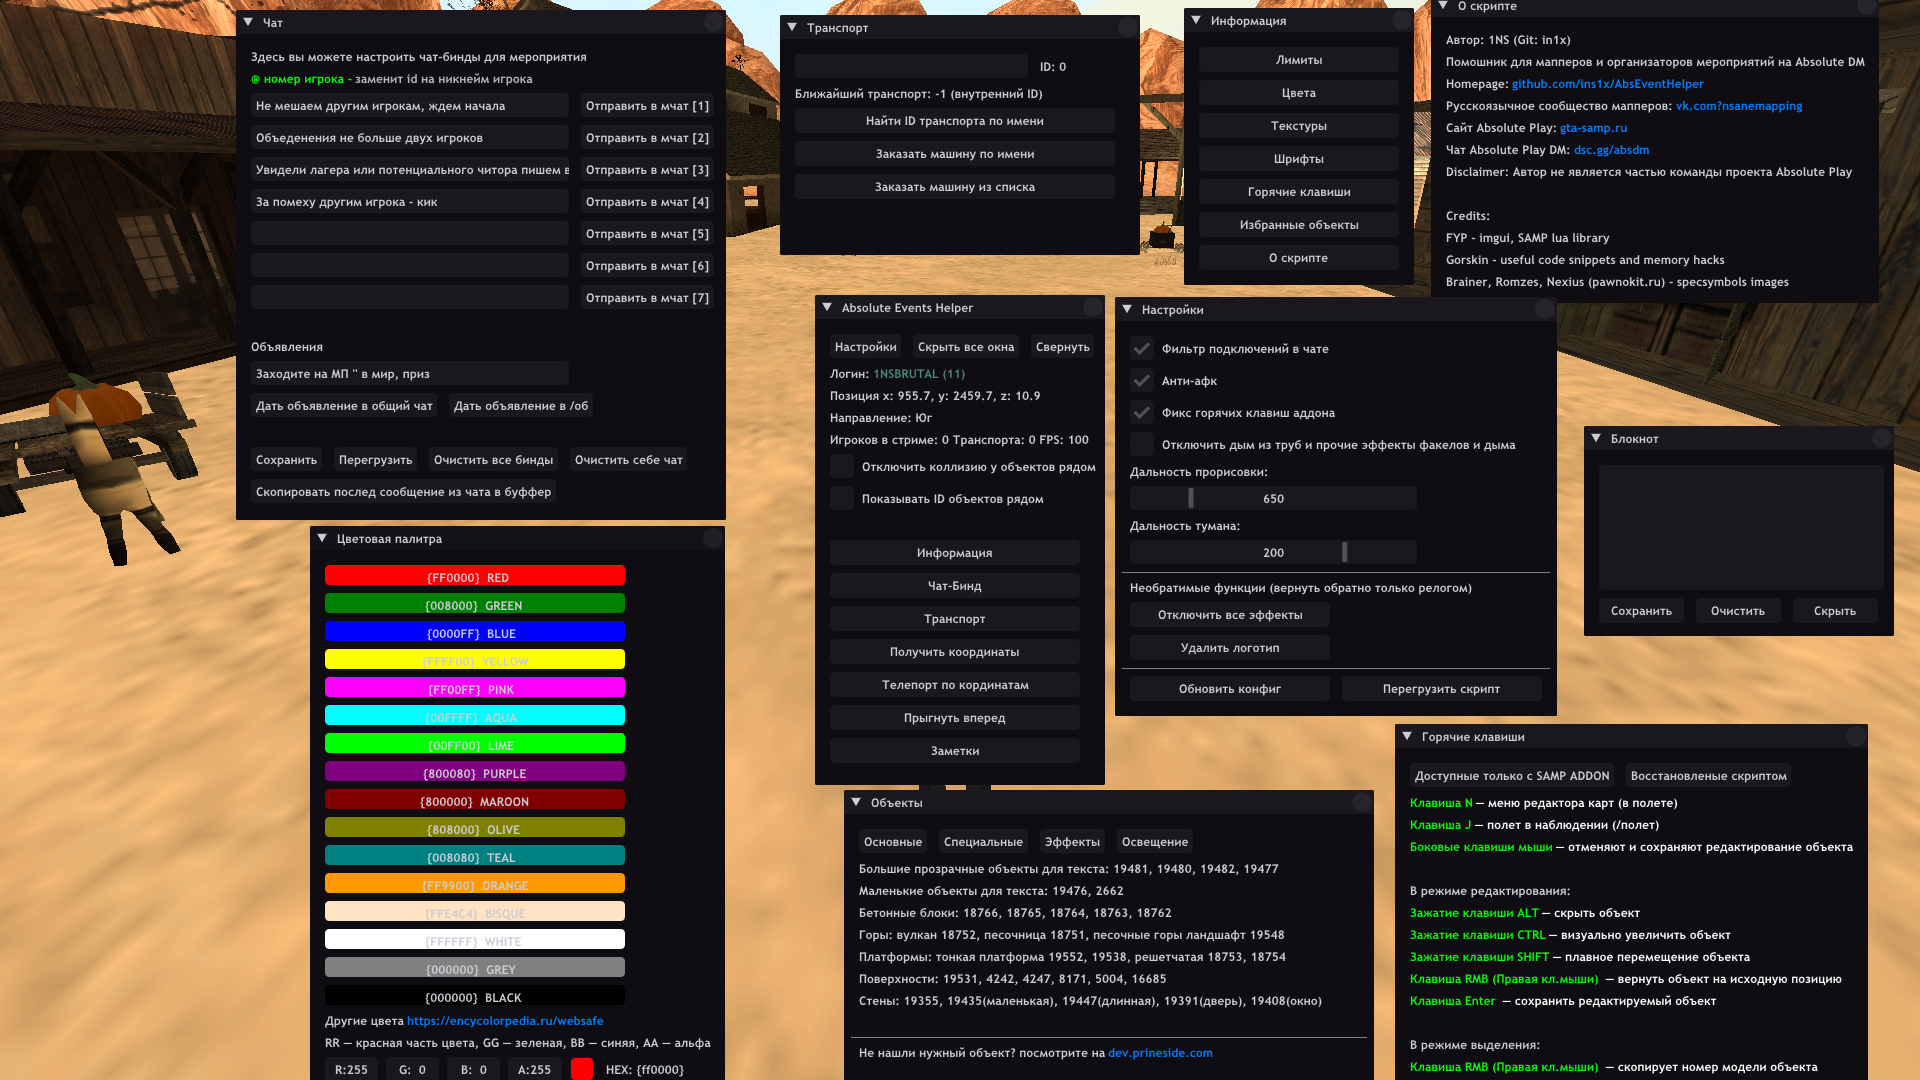 Чат
Здесь вы можете настроить чат-бинды для мероприятия
@ номер игрока - заменит id на никнейм игрока
Не мешаем другим игрокам, ждем начала
Отправить в мчат [1]
Объеденения не больше двух игроков
Отправить в мчат [2]
Увидели лагера или потенциального читора пишем в
Отправить в мчат [3]
За помеху другим игрока - кик
Отправить в мчат [4]
Отправить в мчат [5]
Отправить в мчат [6]
Отправить в мчат [7]
Объявления
Заходите на МП '' в мир, приз
Дать объявление в общий чат
Дать объявление в /об
Сохранить
Перегрузить
Очистить все бинды
Очистить себе чат
Скопировать послед сообщение из чата в буффер
Транспорт
ID: 0
Ближайший транспорт: -1 (внутренний ID)
Найти ID транспорта по имени
Заказать машину по имени
Заказать машину из списка
Информация
Лимиты
Цвета
Текстуры
Шрифты
Горячие клавиши
Избранные объекты
О скрипте
О скрипте
Автор: 1NS (Git: in1x)
Помошник для мапперов и организаторов мероприятий на Absolute DM
Homepage: github.com/ins1x/AbsEventHelper
Русскоязычное сообщество мапперов: vk.com?nsanemapping
Сайт Absolute Play: gta-samp.ru
Чат Absolute Play DM: dsc.gg/absdm
Disclaimer: Автор не является частью команды проекта Absolute Play
Credits:
FYP - imgui, SAMP lua library
Gorskin - useful code snippets and memory hacks
Brainer, Romzes, Nexius (pawnokit.ru) - specsymbols images
Absolute Events Helper
Настройки
Скрыть все окна
Свернуть
Логин: 1NSBRUTAL (11)
Позиция x: 955.7, y: 2459.7, z: 10.9
Направление: Юг
Игроков в стриме: 0 Транспорта: 0 FPS: 100
Отключить коллизию у объектов рядом
Показывать ID объектов рядом
Информация
Чат-Бинд
Транспорт
Получить координаты
Телепорт по кординатам
Прыгнуть вперед
Заметки
Настройки
Фильтр подключений в чате
Анти-афк
Фикс горячих клавиш аддона
Отключить дым из труб и прочие эффекты факелов и дыма
Дальность прорисовки:
650
Дальность тумана:
200
Необратимые функции (вернуть обратно только релогом)
Отключить все эффекты
Удалить логотип
Обновить конфиг
Перегрузить скрипт
Блокнот
Сохранить
Очистить
Скрыть
Цветовая палитра
{FF0000} RED
{008000} GREEN
{0000FF} BLUE
{FFFF00} YELLOW
{FF00FF} PINK
{00FFFF} AQUA
{00FF00} LIME
{800080} PURPLE
{800000} MAROON
{808000} OLIVE
{008080} TEAL
{FF9900} ORANGE
{FFE4C4} BISQUE
{FFFFFF} WHITE
{000000} GREY
{000000} BLACK
Другие цвета https://encycolorpedia.ru/websafe
RR — красная часть цвета, GG — зеленая, BB — синяя, AA — альфа
R:255
G: 0
B: 0
A:255
HEX: {ff0000}
Объекты
Основные
Специальные
Эффекты
Освещение
Большие прозрачные объекты для текста: 19481, 19480, 19482, 19477
Маленькие объекты для текста: 19476, 2662
Бетонные блоки: 18766, 18765, 18764, 18763, 18762
Горы: вулкан 18752, песочница 18751, песочные горы ландшафт 19548
Платформы: тонкая платформа 19552, 19538, решетчатая 18753, 18754
Поверхности: 19531, 4242, 4247, 8171, 5004, 16685
Стены: 19355, 19435(маленькая), 19447(длинная), 19391(дверь), 19408(окно)
Не нашли нужный объект? посмотрите на dev.prineside.com
Горячие клавиши
Доступные только с SAMP ADDON
Восстановленые скриптом
Клавиша N — меню редактора карт (в полете)
Клавиша J — полет в наблюдении (/полет)
Боковые клавиши мыши — отменяют и сохраняют редактирование объекта
В режиме редактирования:
Зажатие клавиши ALT — скрыть объект
Зажатие клавиши CTRL — визуально увеличить объект
Зажатие клавиши SHIFT — плавное перемещение объекта
Клавиша RMB (Правая кл.мыши) — вернуть объект на исходную позицию
Клавиша Enter — сохранить редактируемый объект
В режиме выделения:
Клавиша RMB (Правая кл.мыши) — скопирует номер модели объекта